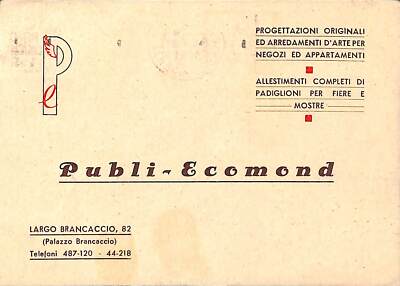 P
e
PROGETTAZIONI ORIGINALI
ED ARREDAMENTI D'ARTE PER
NEGOZI ED APPARTAMENTI
ALLESTIMENTI COMPLETI DI
PADIGLIONI PER FIERE E
MOSTRE
Publi-Ecomond
LARGO BRANCACCIO, 82
(Palazzo Brancaccio)
Telefoni 487-120 - 44-218